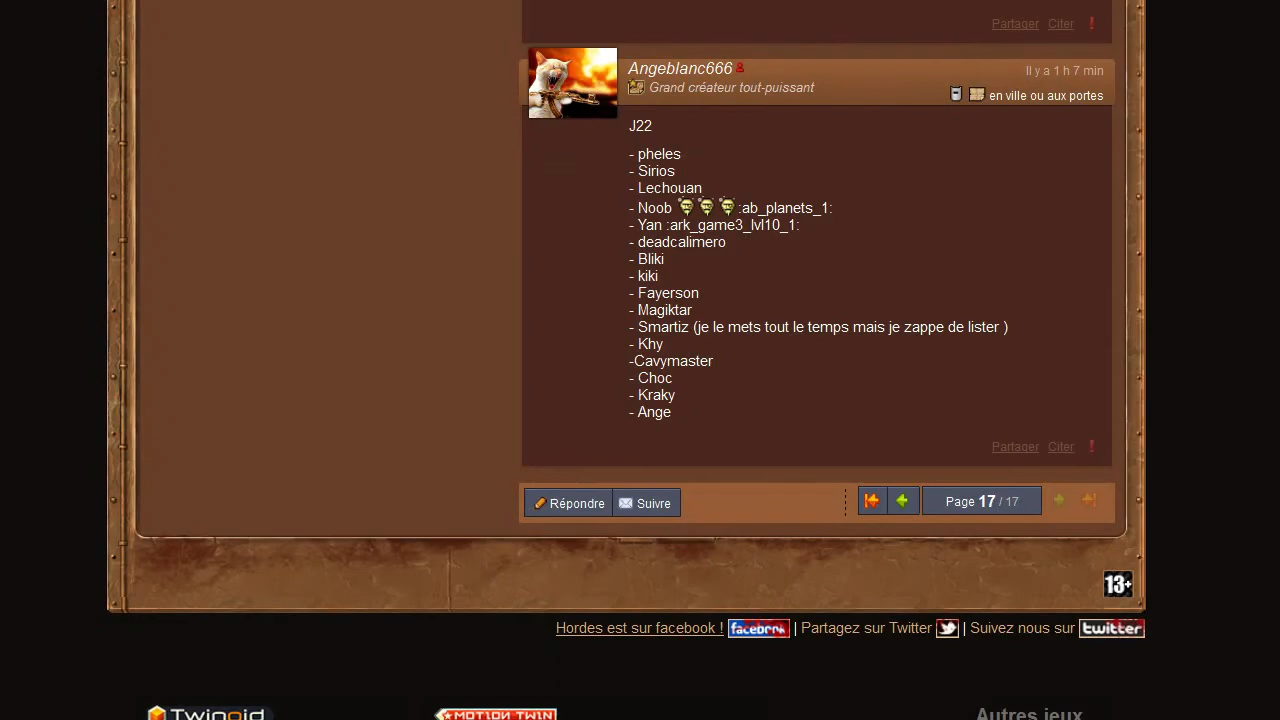 Partager Citer
Angeblanc666
Il y a 1 h 7 min
Grand créateur tout-puissant
en ville ou aux portes
J22
- pheles
- Sirios
- Lechouan
- Noob :ab_planets_1:
- Yan :ark_game3_lvl10_1:
- deadcalimero
- Bliki
- kiki
- Fayerson
- Magiktar
- Smartiz (je le mets tout le temps mais je zappe de lister )
- Khy
-Cavymaster
- Choc
- Kraky
- Ange
Partager Citer
Répondre Suivre Page 17 / 17
13+
Hordes est sur facebook ! facebook | Partagez sur Twitter | Suivez nous sur twitter
Twinoid MOTION TWIN Autres jeux